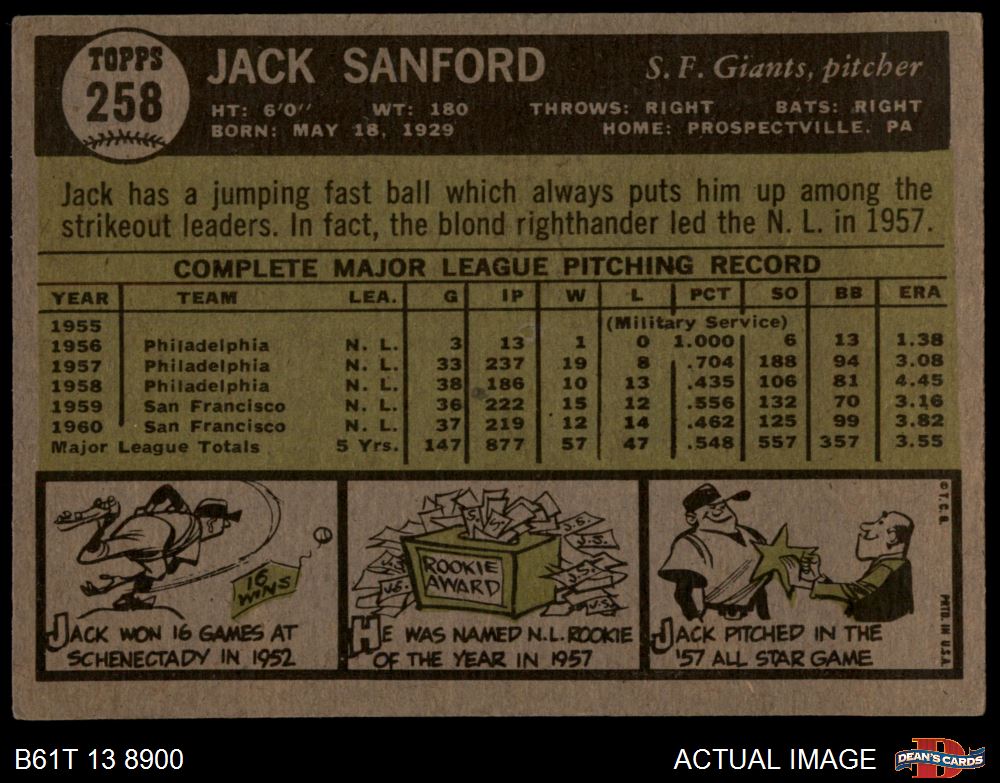 TOPPS
258
JACK SANFORD
S. F. Giants, pitcher
HT: 6'0" WT: 180 THROWS: RIGHT BATS: RIGHT
BORN: MAY 18, 1929 HOME: PROSPECTVILLE, PA
Jack has a jumping fast ball which always puts him up among the
strikeout leaders. In fact, the blond righthander led the N. L. in 1957.
COMPLETE MAJOR LEAGUE PITCHING RECORD
YEAR TEAM LEA. G IP W L PCT SO BB ERA
1955 (Military Service)
1956 Philadelphia N. L. 3 13 1 0 1.000 6 13 1.38
1957 Philadelphia N. L. 33 237 19 8 .704 188 94 3.08
1958 Philadelphia N. L. 38 186 10 13 .435 106 81 4.45
1959 San Francisco N. L. 36 222 15 12 .556 132 70 3.16
1960 San Francisco N. L. 37 219 12 14 .462 125 99 3.82
Major League Totals 5 Yrs. 147 877 57 47 .548 557 357 3.55
16
WINS
JACK WON 16 GAMES AT
SCHENECTADY IN 1952
J.S.
J.S.
J.S.
J.S.
J.S.
J.S.
ROOKIE
AWARD
HE WAS NAMED N.L. ROOKIE
OF THE YEAR IN 1957
JACK PITCHED IN THE
'57 ALL STAR GAME
© T. C. G.
PRTD. IN U.S.A.
B61T 13 8900
ACTUAL IMAGE
D
DEAN'S CARDS